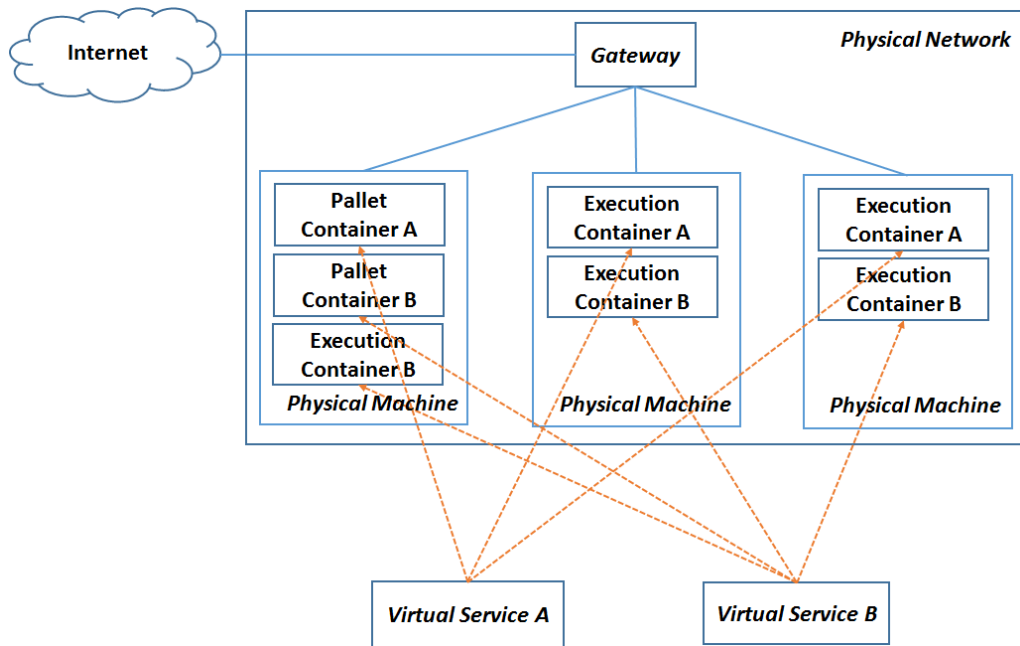 Internet
Physical Network
Gateway
Pallet
Container A
Pallet
Container B
Execution
Container B
Physical Machine
Execution
Container A
Execution
Container B
Physical Machine
Execution
Container A
Execution
Container B
Physical Machine
Virtual Service A
Virtual Service B